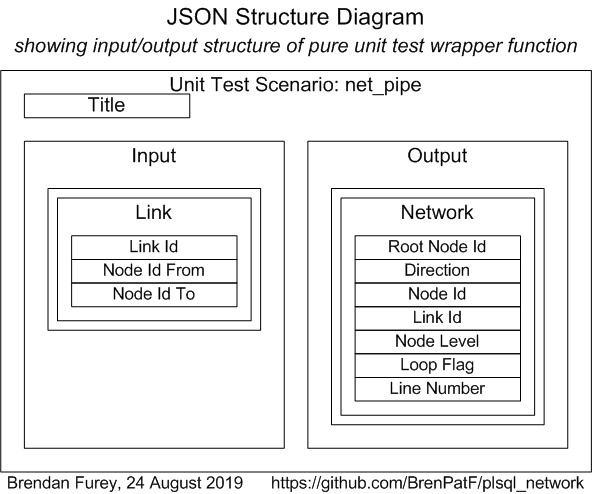 JSON Structure Diagram
showing input/output structure of pure unit test wrapper function
Unit Test Scenario: net_pipe
Title
Input
Link
Link Id
Node Id From
Node Id To
Output
Network
Root Node Id
Direction
Node Id
Link Id
Node Level
Loop Flag
Line Number
Brendan Furey, 24 August 2019
https://github.com/BrenPatF/plsql_network